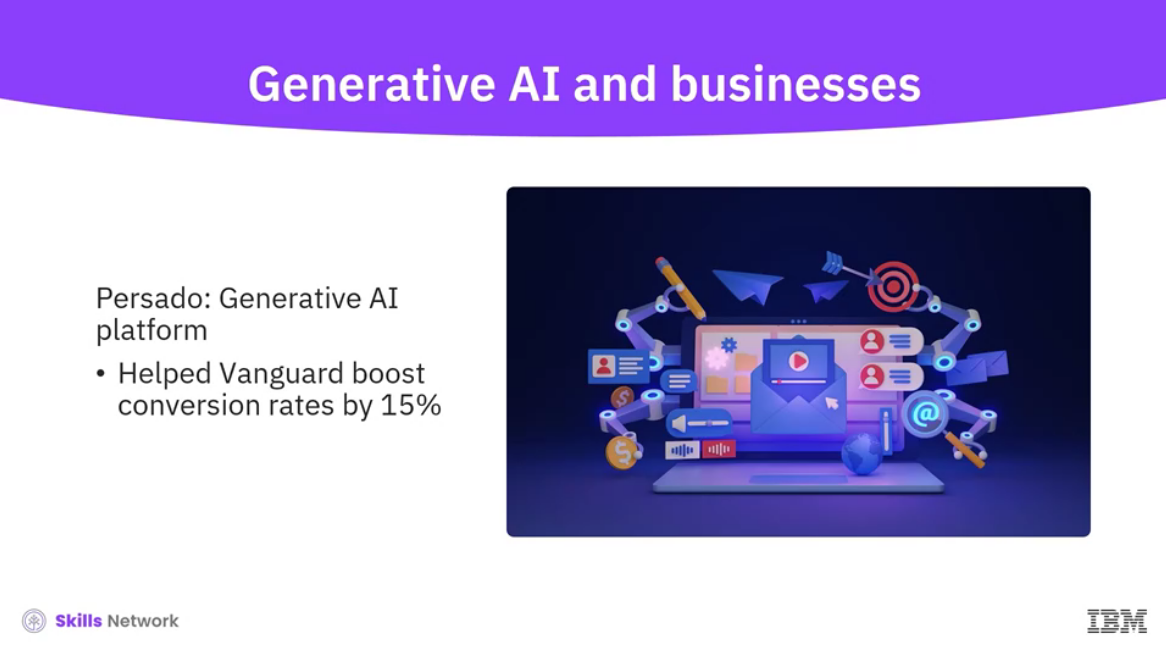 Generative AI and businesses
Persado: Generative AI
platform
• Helped Vanguard boost
conversion rates by 15%
@
$
$
Skills Network
IBM